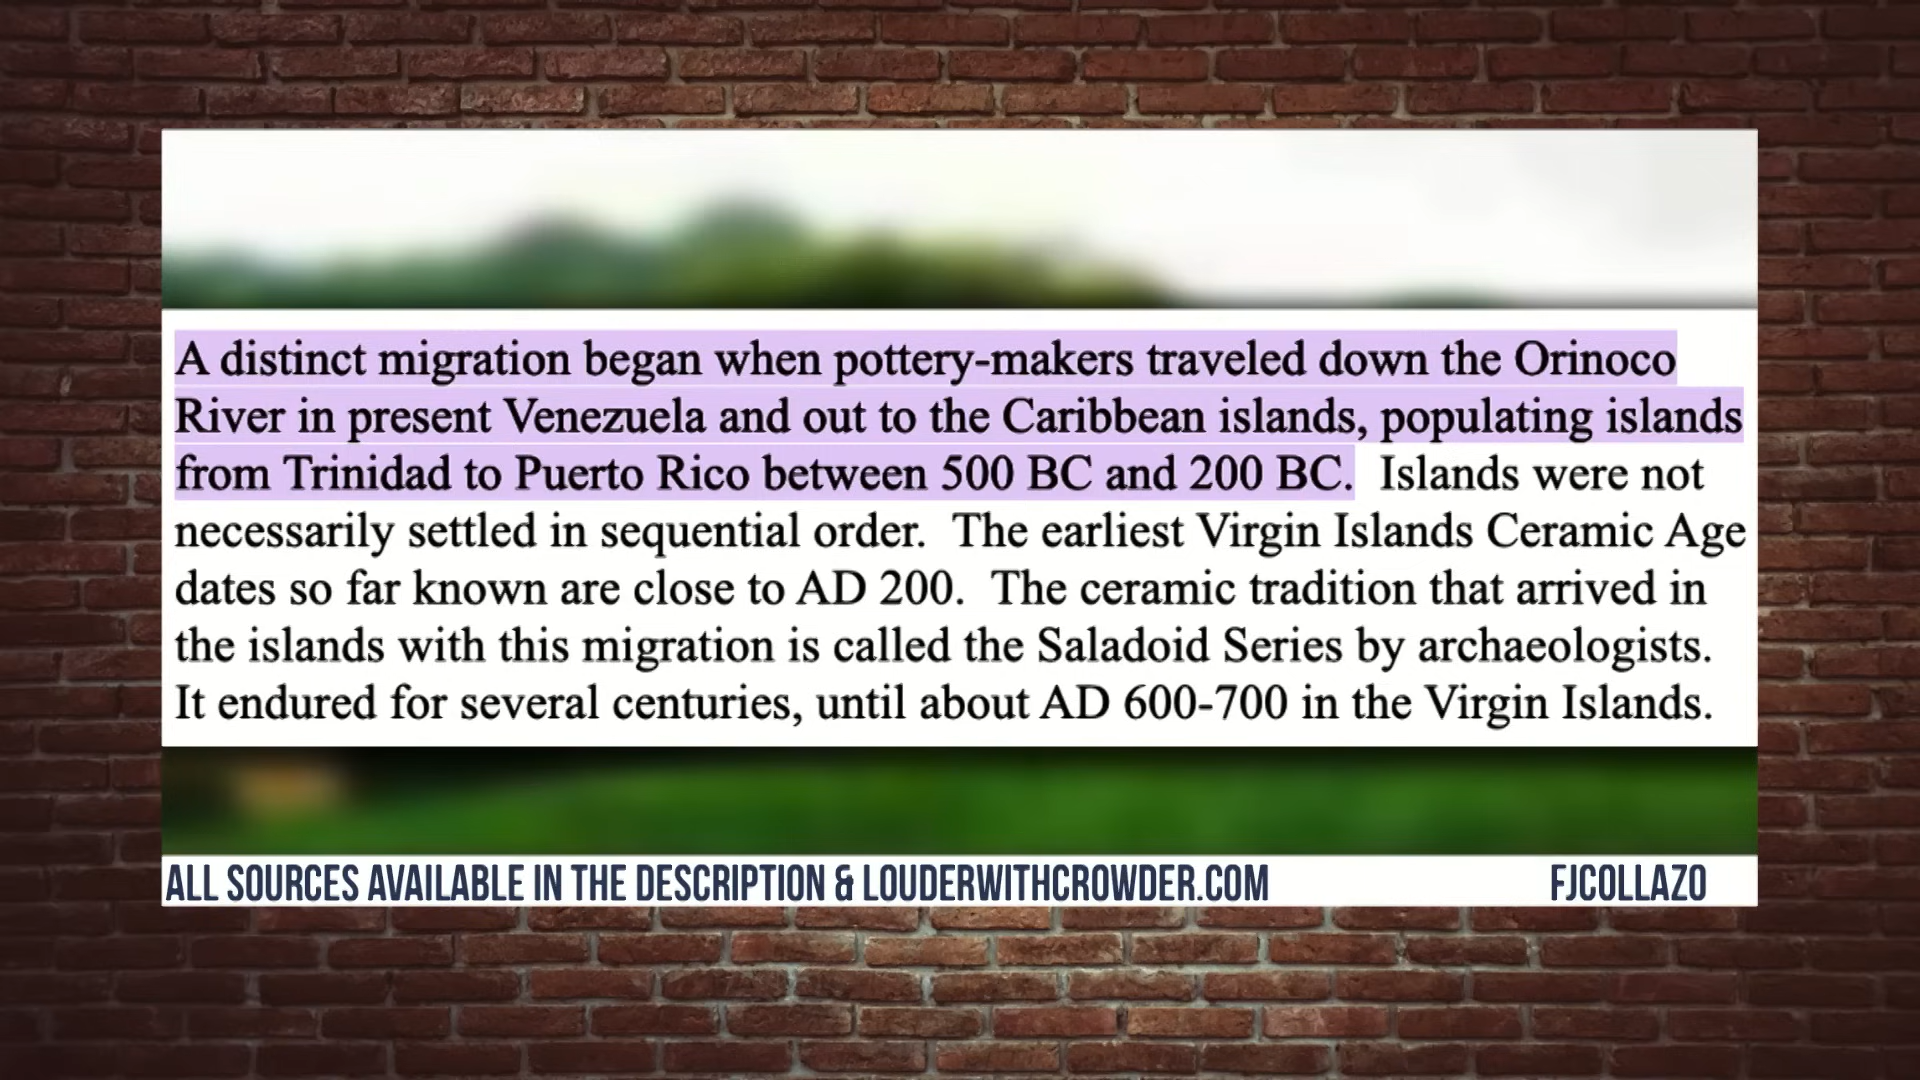 A distinct migration began when pottery-makers traveled down the Orinoco
River in present Venezuela and out to the Caribbean islands, populating islands
from Trinidad to Puerto Rico between 500 BC and 200 BC.  Islands were not
necessarily settled in sequential order.  The earliest Virgin Islands Ceramic Age
dates so far known are close to AD 200.  The ceramic tradition that arrived in
the islands with this migration is called the Saladoid Series by archaeologists.
It endured for several centuries, until about AD 600-700 in the Virgin Islands.
ALL SOURCES AVAILABLE IN THE DESCRIPTION & LOUDERWITHCROWDER.COM FJCOLLAZO